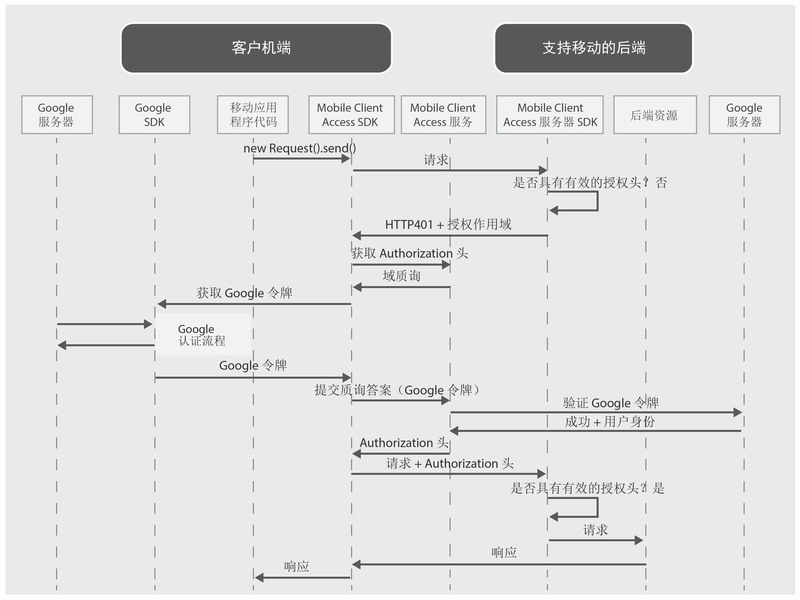 客户机端
支持移动的后端
Google
服务器
Google
SDK
移动应用
程序代码
Mobile Client
Access SDK
Mobile Client
Access 服务
Mobile Client
Access 服务器 SDK
后端资源
Google
服务器
new Request().send()
请求
是否具有有效的授权头？否
HTTP401 + 授权作用域
获取 Authorization 头
域质询
获取 Google 令牌
Google
认证流程
Google 令牌
提交质询答案（Google 令牌）
验证 Google 令牌
成功 + 用户身份
Authorization 头
请求 + Authorization 头
是否具有有效的授权头？是
请求
响应
响应